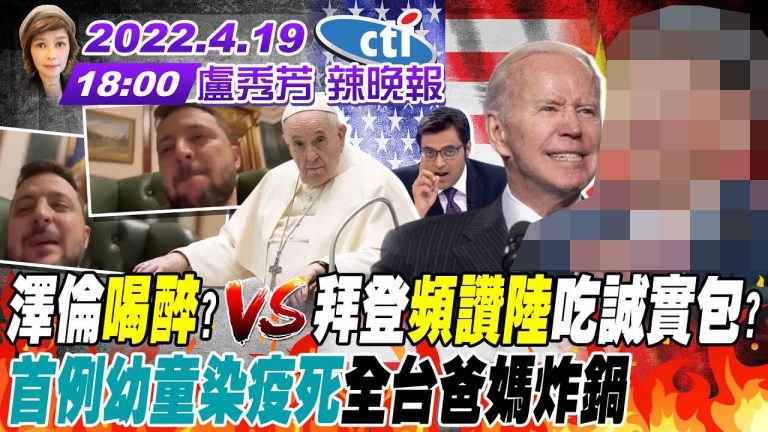 2022.4.19
cti
18:00 盧秀芳 辣晚報
澤倫喝醉? VS 拜登頻讚陸吃誠實包?
首例幼童染疫死全台爸媽炸鍋